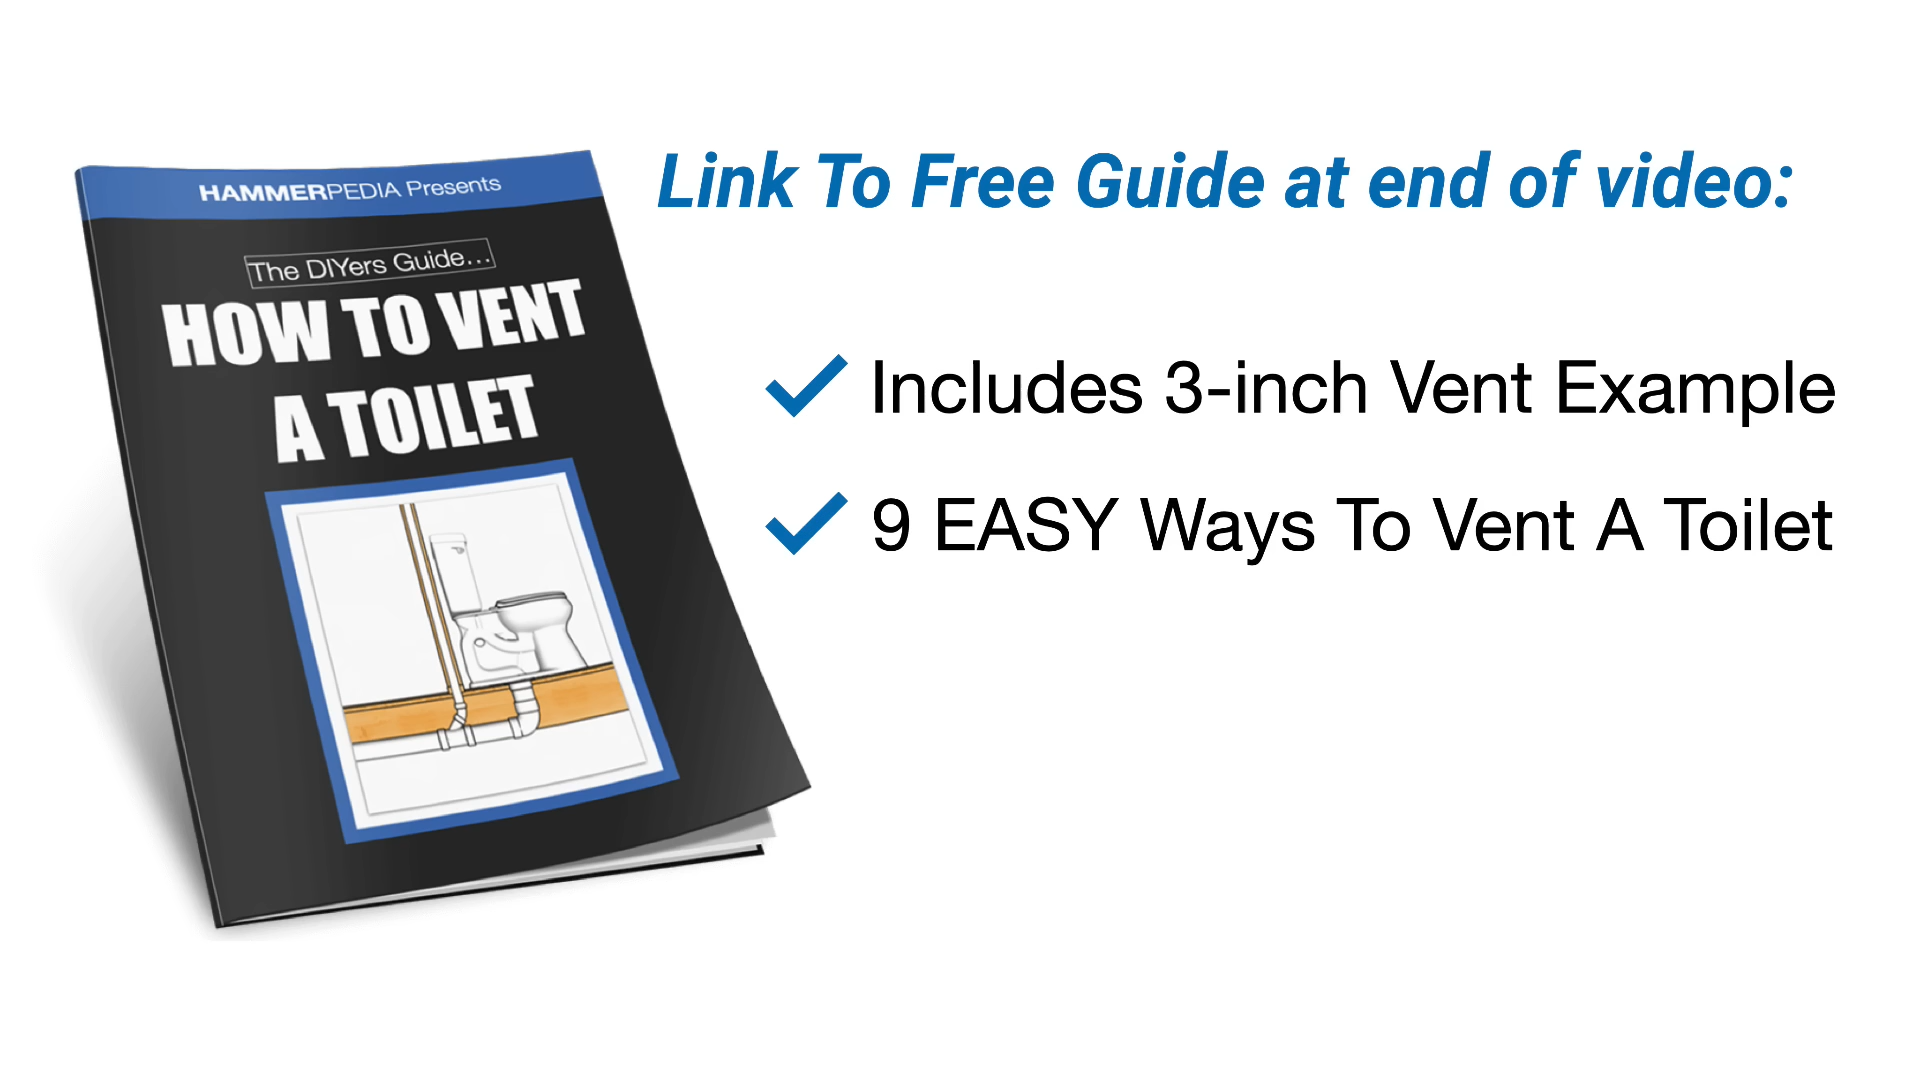 HAMMERPEDIA Presents
The DIYers Guide...
HOW TO VENT
A TOILET
Link To Free Guide at end of video:
Includes 3-inch Vent Example
9 EASY Ways To Vent A Toilet